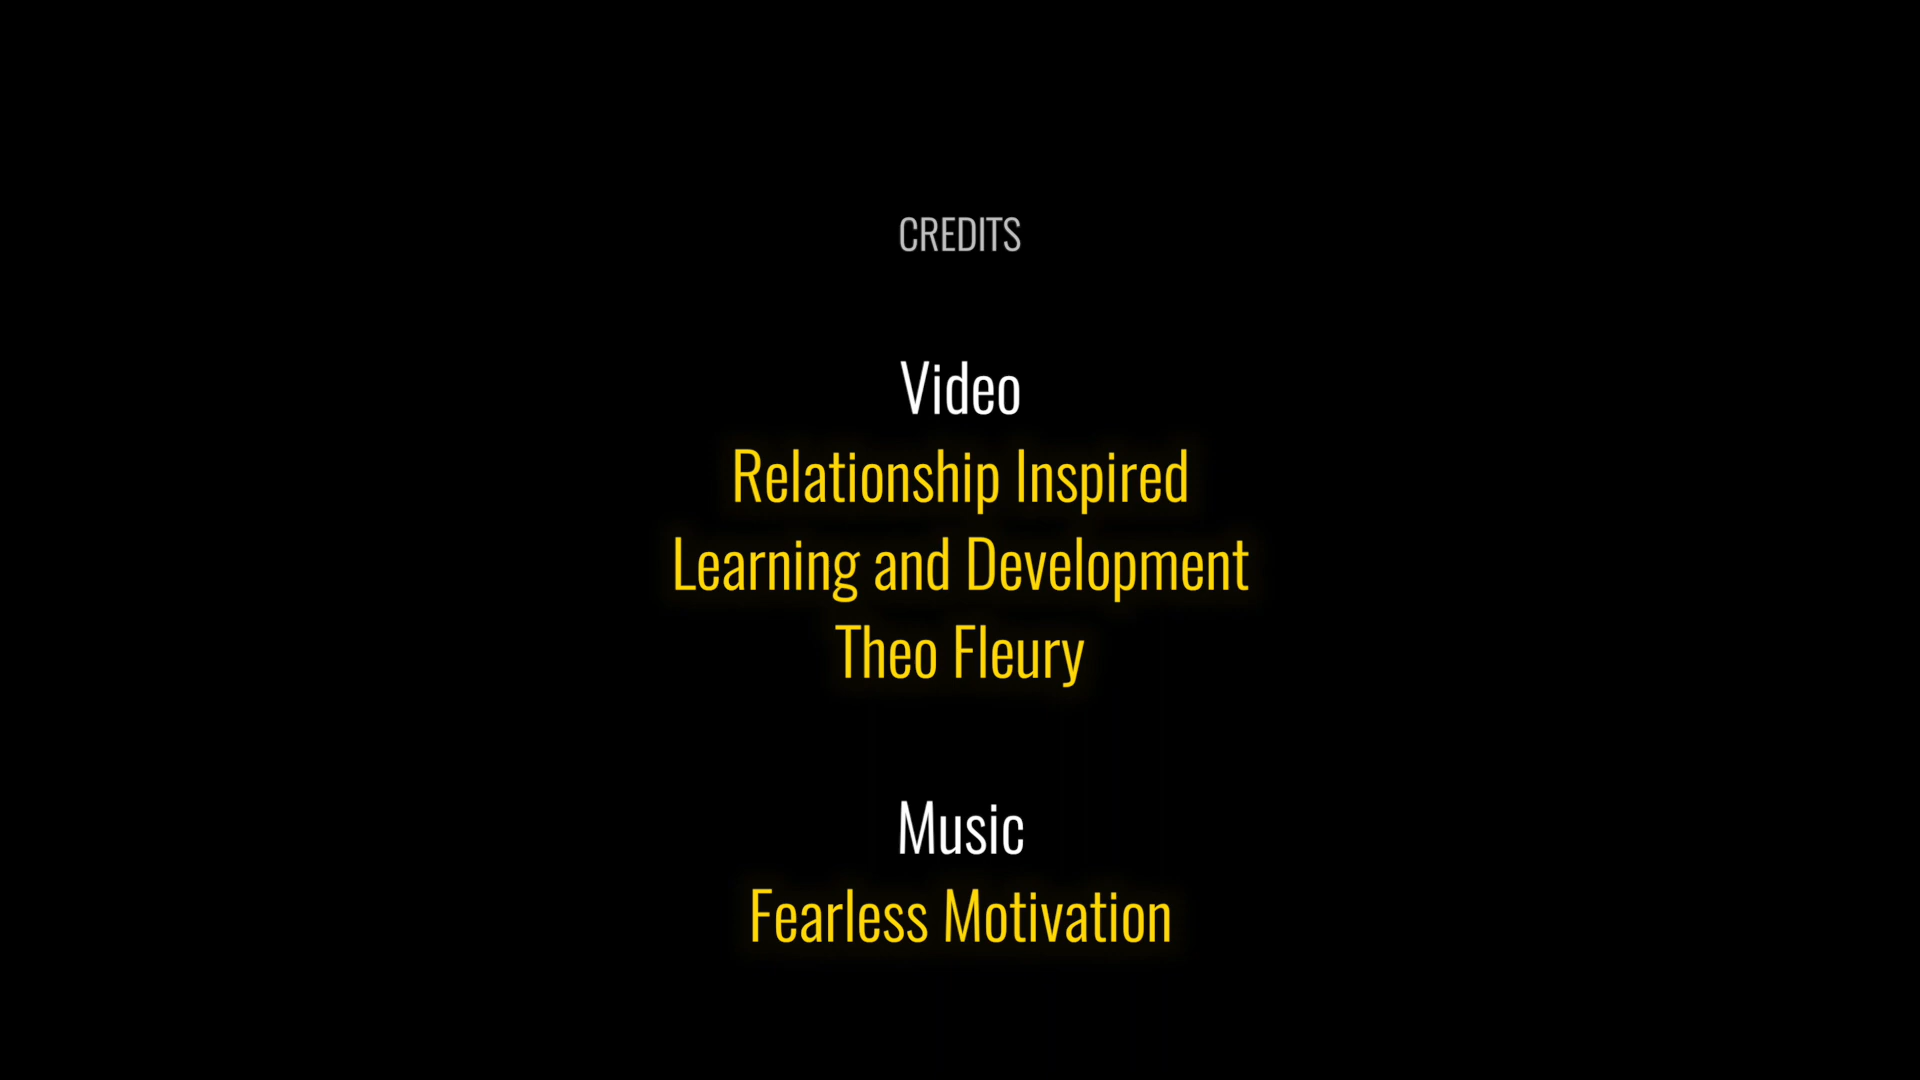 CREDITS
Video
Relationship Inspired
Learning and Development
Theo Fleury
Music
Fearless Motivation